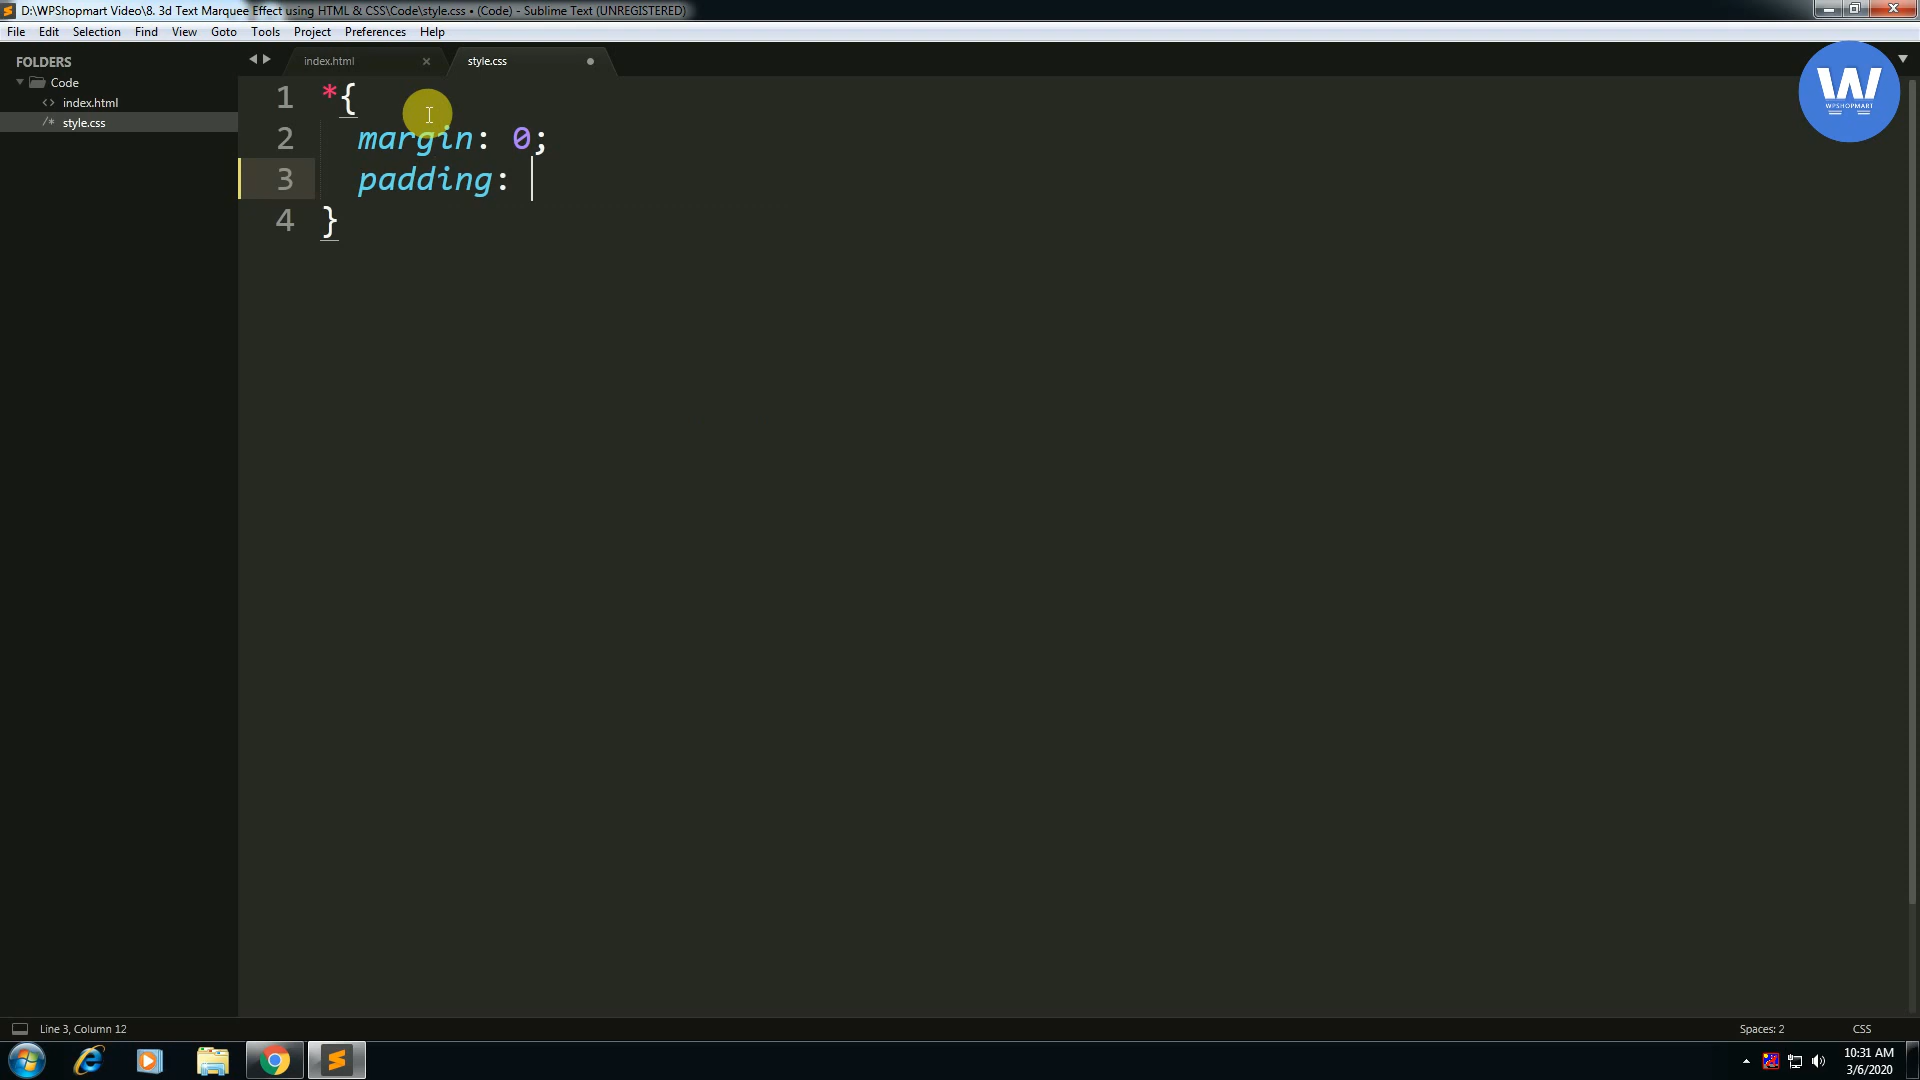 D:\WPShopmart Video\8. 3d Text Marquee Effect using HTML & CSS\Code\style.css • (Code) - Sublime Text (UNREGISTERED)
File Edit Selection Find View Goto Tools Project Preferences Help
FOLDERS
Code
<> index.html
/* style.css
index.html
style.css
1 *{
2 margin: 0;
3 padding:
4 }
W
WPSHOPMART
Line 3, Column 12
Spaces: 2
CSS
10:31 AM
3/6/2020